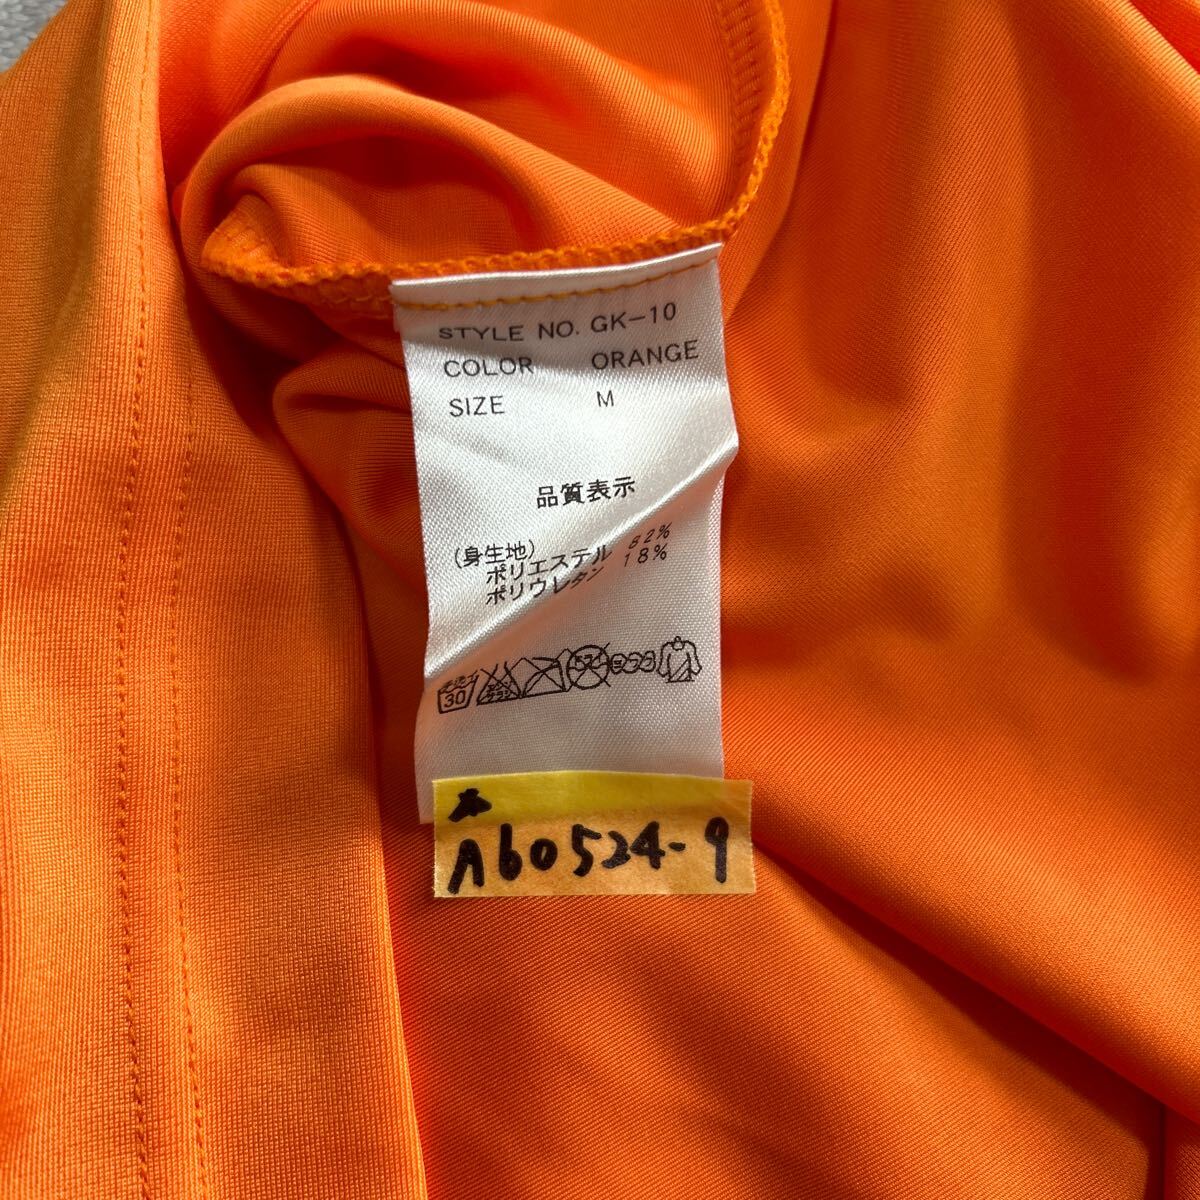 STYLE NO. GK-10
COLOR ORANGE
SIZE M
品質表示
(身生地)
ポリエステル 82%
ポリウレタン 18%
30
A60524-9